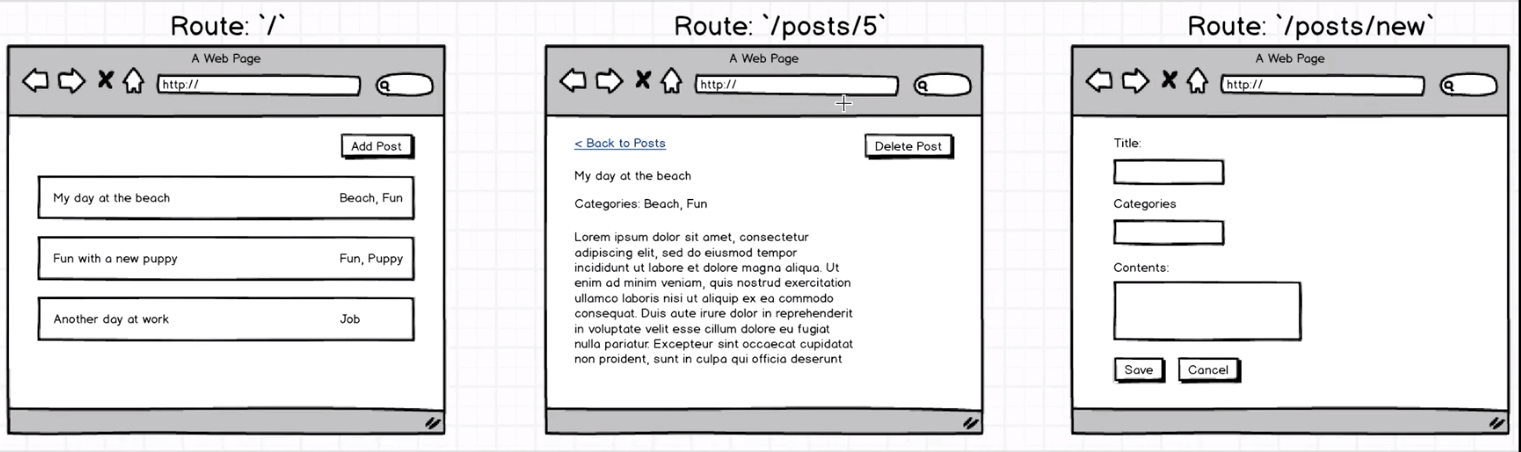 Route: `/`
A Web Page
http://
Add Post
My day at the beach Beach, Fun
Fun with a new puppy Fun, Puppy
Another day at work Job
Route: `/posts/5`
A Web Page
http://
< Back to Posts Delete Post
My day at the beach
Categories: Beach, Fun
Lorem ipsum dolor sit amet, consectetur
adipiscing elit, sed do eiusmod tempor
incididunt ut labore et dolore magna aliqua. Ut
enim ad minim veniam, quis nostrud exercitation
ullamco laboris nisi ut aliquip ex ea commodo
consequat. Duis aute irure dolor in reprehenderit
in voluptate velit esse cillum dolore eu fugiat
nulla pariatur. Excepteur sint occaecat cupidatat
non proident, sunt in culpa qui officia deserunt
Route: `/posts/new`
A Web Page
http://
Title:
Categories
Contents:
Save Cancel